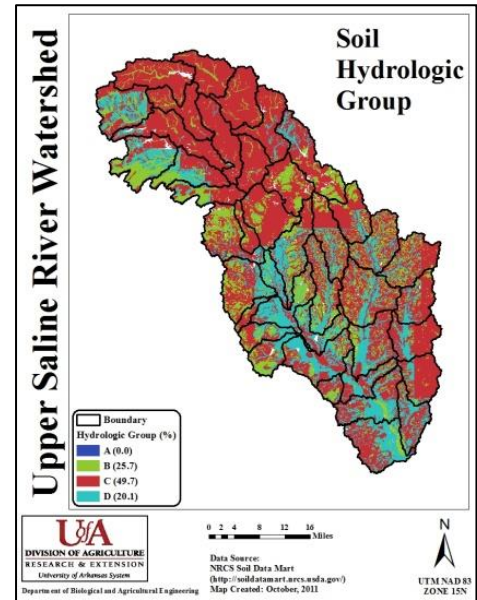 Upper Saline River Watershed
Soil
Hydrologic
Group
Boundary
Hydrologic Group (%)
A (0.0)
B (25.7)
C (49.7)
D (20.1)
UofA
DIVISION OF AGRICULTURE
RESEARCH & EXTENSION
University of Arkansas System
Department of Biological and Agricultural Engineering
0 2 4 8 12 16
Miles
Data Source:
NRCS Soil Data Mart
(http://soildatamart.nrcs.usda.gov/)
Map Created: October, 2011
N
UTM NAD 83
ZONE 15N